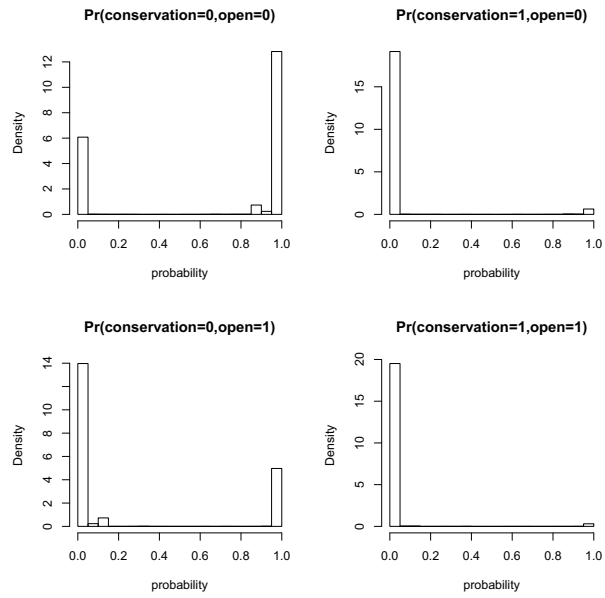 Pr(conservation=0,open=0)
Density
0 2 4 6 8 10 12
0.0 0.2 0.4 0.6 0.8 1.0
probability
Pr(conservation=1,open=0)
Density
0 5 10 15
0.0 0.2 0.4 0.6 0.8 1.0
probability
Pr(conservation=0,open=1)
Density
0 2 4 6 8 10 14
0.0 0.2 0.4 0.6 0.8 1.0
probability
Pr(conservation=1,open=1)
Density
0 5 10 15 20
0.0 0.2 0.4 0.6 0.8 1.0
probability